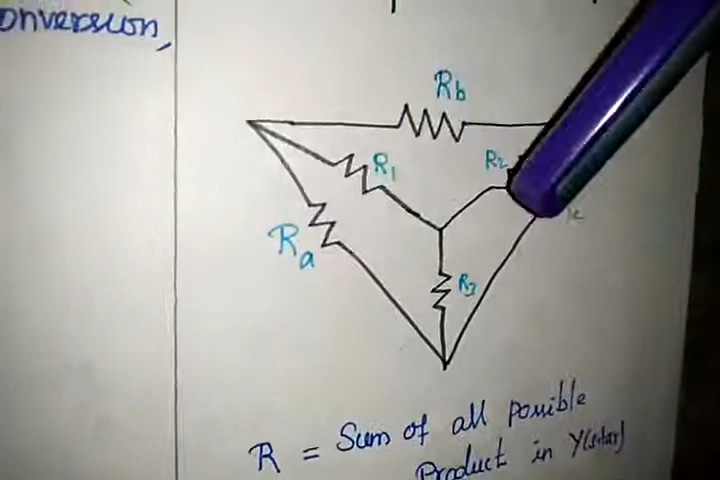 onversion,
Rb
R1
R2
Ra
R3
R = Sum of all possible
Product in Y(star)